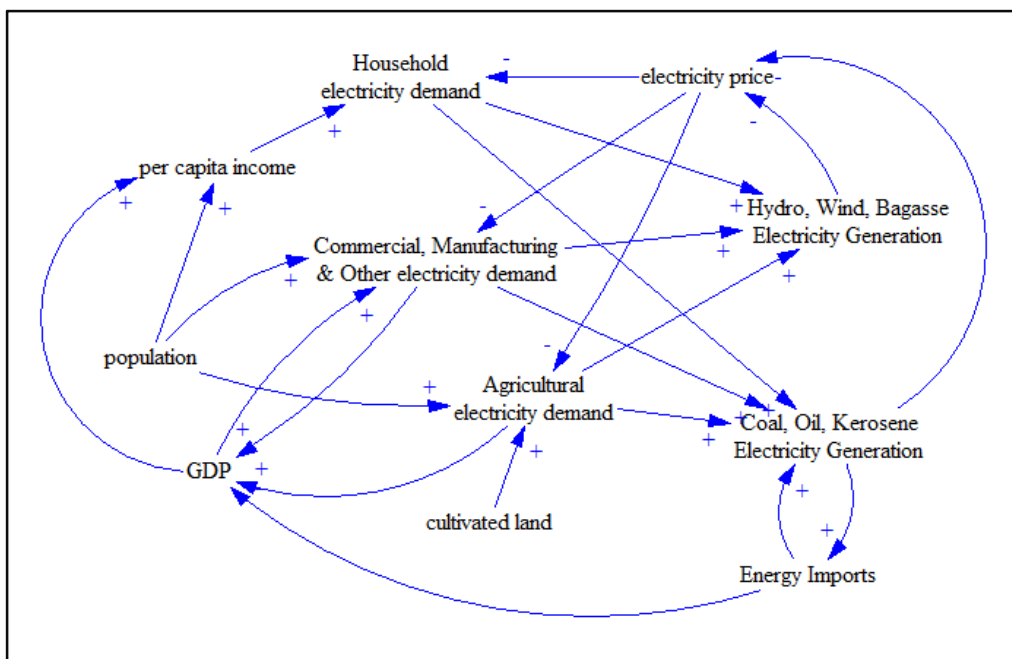 Household
electricity demand
-
electricity price-
-
+
per capita income
+
+
-
+ Hydro, Wind, Bagasse
Electricity Generation
+
+
Commercial, Manufacturing
& Other electricity demand
+
+
population
-
+
Agricultural
electricity demand
+ +
+
Coal, Oil, Kerosene
Electricity Generation
+
+
GDP
+
cultivated land
+
+
Energy Imports